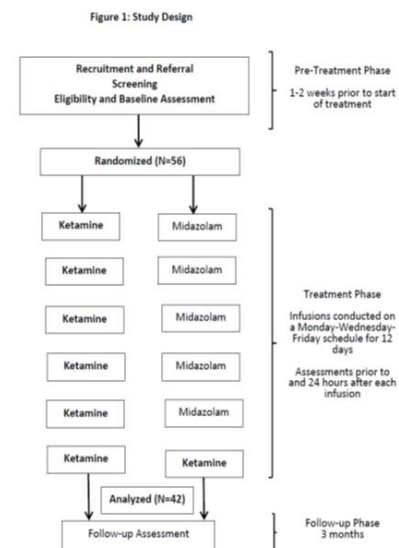 Figure 1: Study Design
Recruitment and Referral
Screening
Eligibility and Baseline Assessment
Pre-Treatment Phase
1-2 weeks prior to start
of treatment
Randomized (N=56)
Ketamine
Midazolam
Ketamine
Midazolam
Ketamine
Midazolam
Ketamine
Midazolam
Ketamine
Midazolam
Ketamine
Ketamine
Treatment Phase
Infusions conducted on
a Monday-Wednesday-
Friday schedule for 12
days
Assessments prior to
and 24 hours after each
infusion
Analyzed (N=42)
Follow-up Assessment
Follow-up Phase
3 months